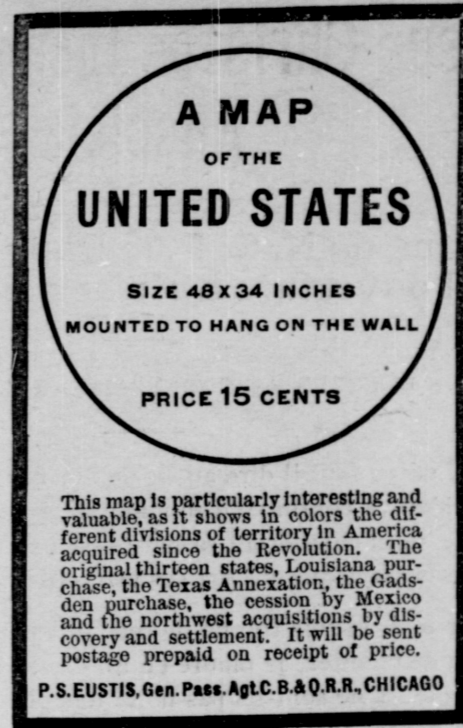 A MAP
OF THE
UNITED STATES
SIZE 48 X 34 INCHES
MOUNTED TO HANG ON THE WALL
PRICE 15 CENTS
This map is particularly interesting and
valuable, as it shows in colors the dif-
ferent divisions of territory in America
acquired since the Revolution. The
original thirteen states, Louisiana pur-
chase, the Texas Annexation, the Gads-
den purchase, the cession by Mexico
and the northwest acquisitions by dis-
covery and settlement. It will be sent
postage prepaid on receipt of price.
P.S.EUSTIS, Gen. Pass. Agt.C.B.&Q.R.R., CHICAGO